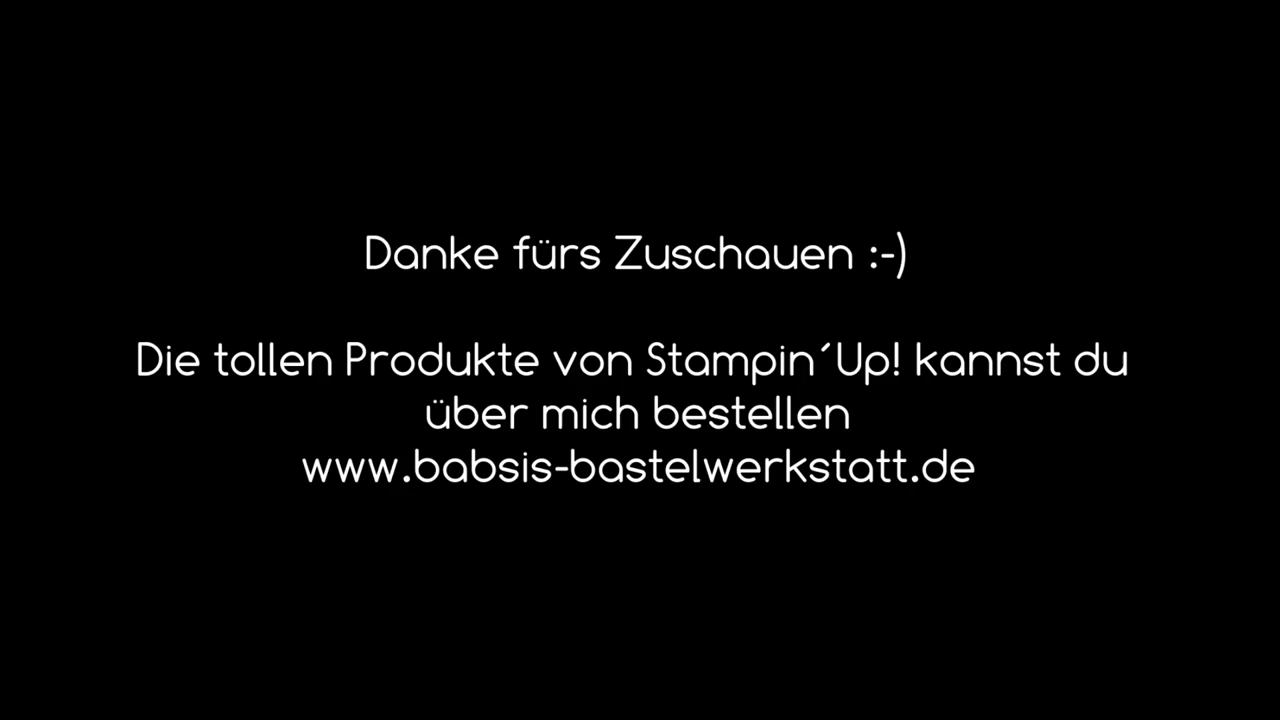 Danke fürs Zuschauen :-)
Die tollen Produkte von Stampin´Up! kannst du
über mich bestellen
www.babsis-bastelwerkstatt.de